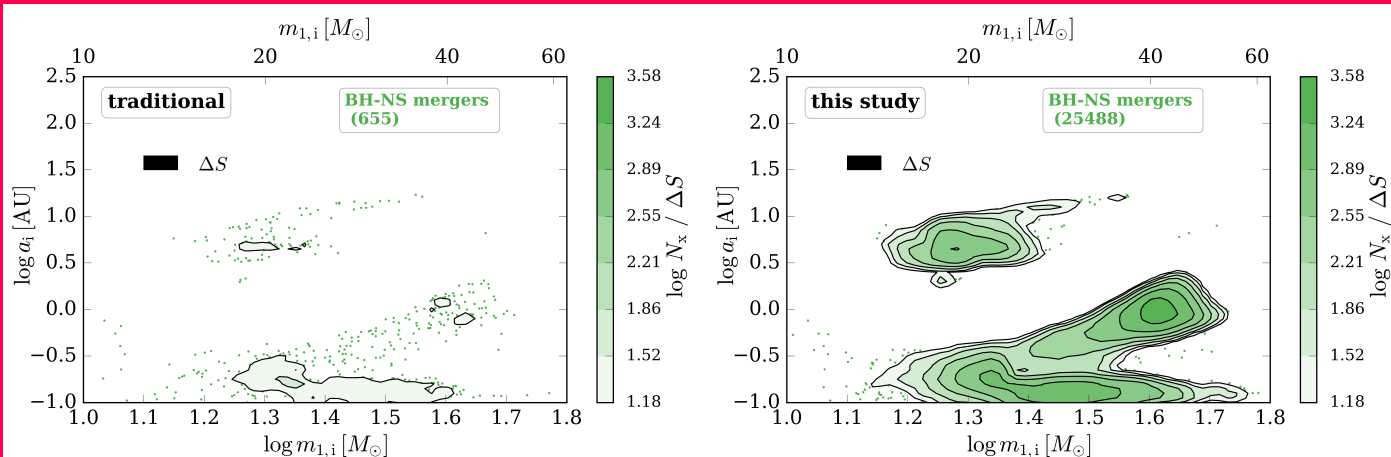 m1,i [M⊙]
10 20 40 60
2.5
2.0
1.5
1.0
0.5
0.0
−0.5
−1.0
log ai [AU]
traditional
BH-NS mergers
(655)
ΔS
1.0 1.1 1.2 1.3 1.4 1.5 1.6 1.7 1.8
log m1,i [M⊙]
3.58
3.24
2.89
2.55
2.21
1.86
1.52
1.18
log Nx / ΔS
m1,i [M⊙]
10 20 40 60
2.5
2.0
1.5
1.0
0.5
0.0
−0.5
−1.0
log ai [AU]
this study
BH-NS mergers
(25488)
ΔS
1.0 1.1 1.2 1.3 1.4 1.5 1.6 1.7 1.8
log m1,i [M⊙]
3.58
3.24
2.89
2.55
2.21
1.86
1.52
1.18
log Nx / ΔS